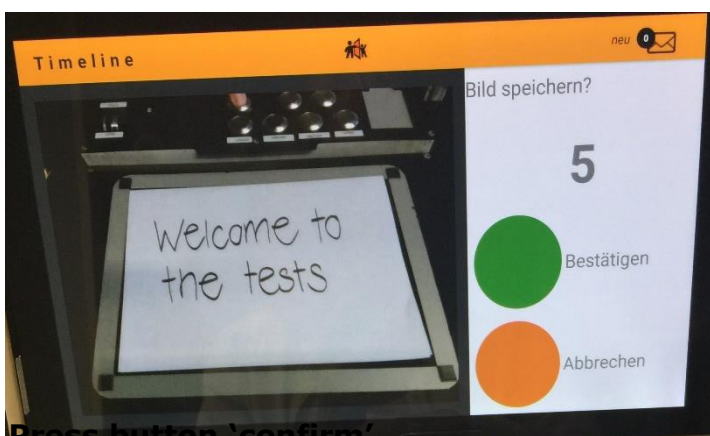 Timeline
neu 0
Bild speichern?
5
Welcome to
the tests
Bestätigen
Abbrechen
Press button ‘confirm’